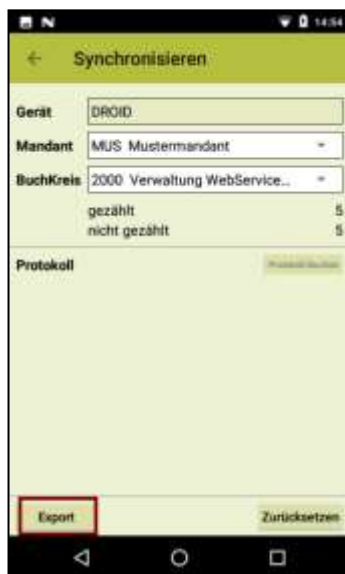 14:54
Synchronisieren
Gerät DROID
Mandant MUS Mustermandant
BuchKreis 2000 Verwaltung WebService...
gezählt 5
nicht gezählt 5
Protokoll
Export Zurücksetzen